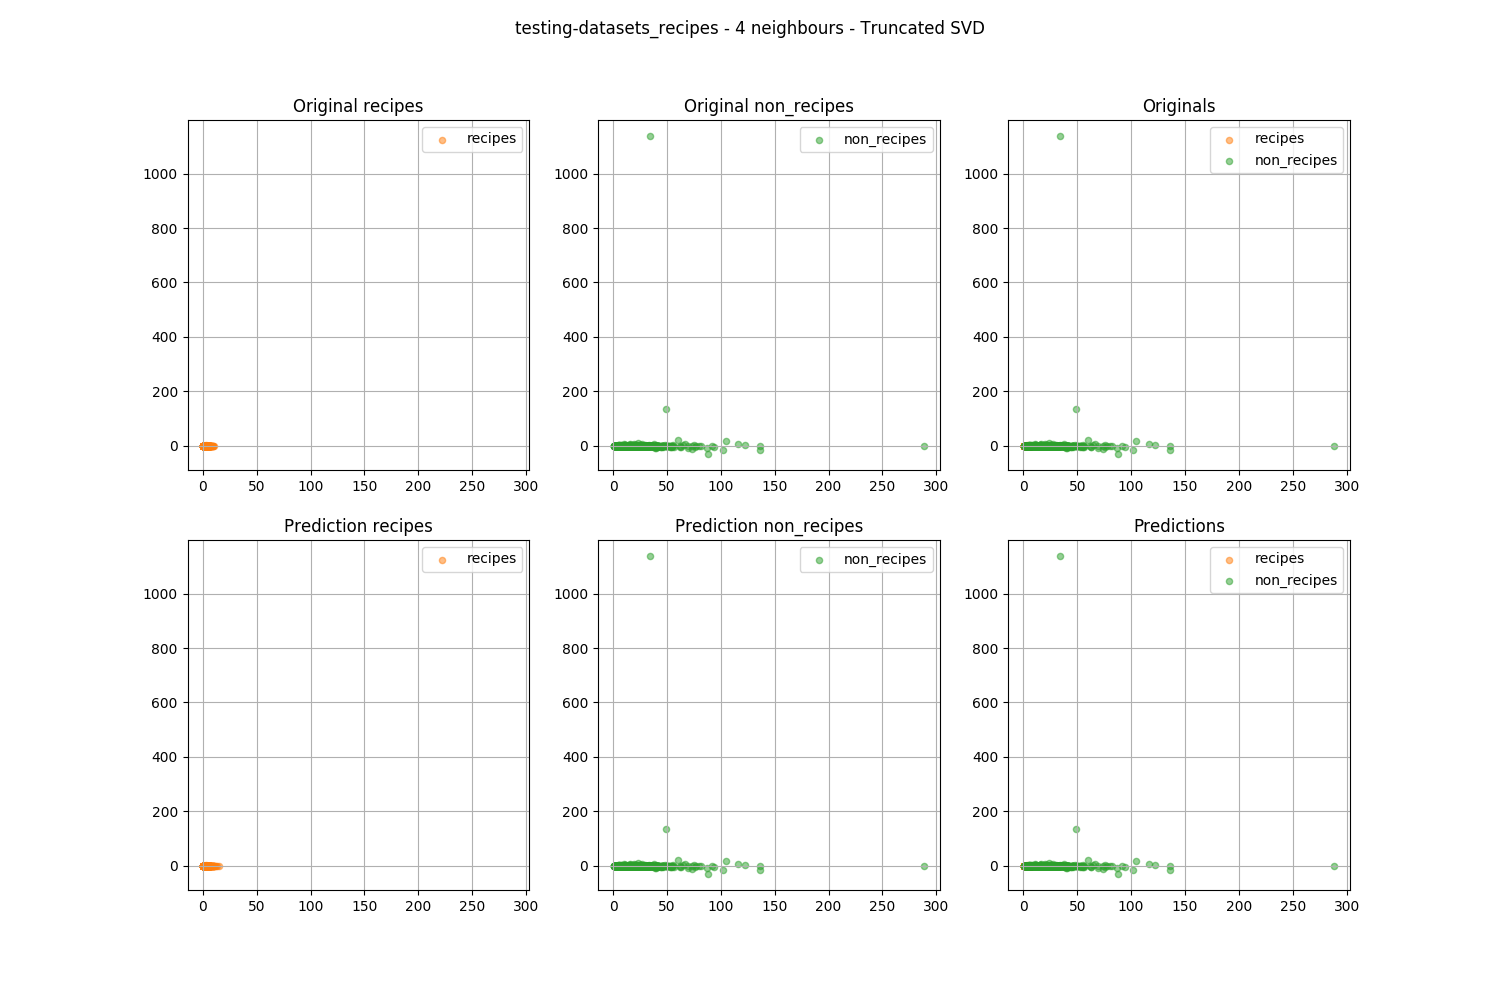 testing-datasets_recipes - 4 neighbours - Truncated SVD
Original recipes
recipes
1000
800
600
400
200
0
0 50 100 150 200 250 300
Original non_recipes
non_recipes
1000
800
600
400
200
0
0 50 100 150 200 250 300
Originals
recipes
non_recipes
1000
800
600
400
200
0
0 50 100 150 200 250 300
Prediction recipes
recipes
1000
800
600
400
200
0
0 50 100 150 200 250 300
Prediction non_recipes
non_recipes
1000
800
600
400
200
0
0 50 100 150 200 250 300
Predictions
recipes
non_recipes
1000
800
600
400
200
0
0 50 100 150 200 250 300